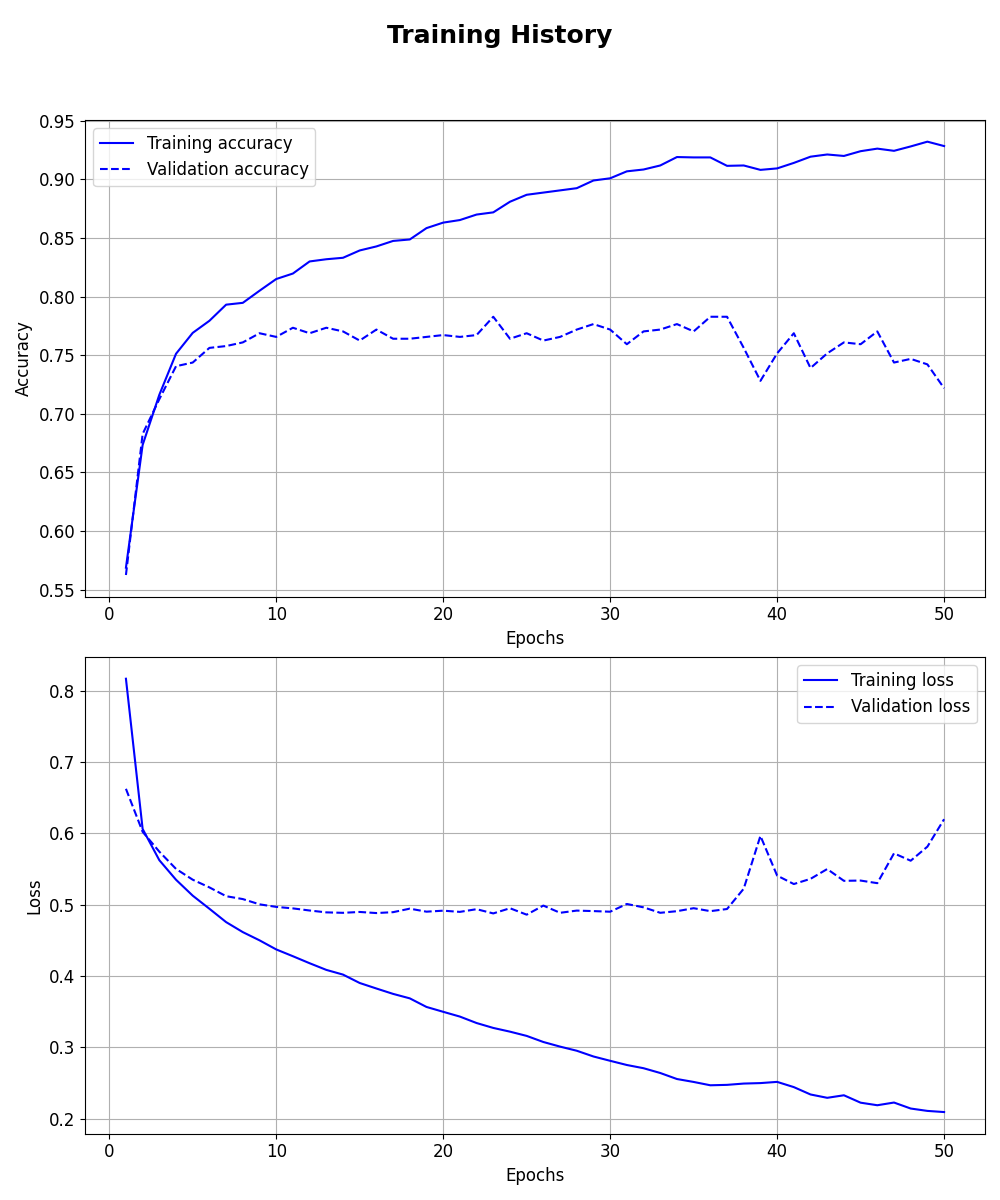 Training History
0.95
0.90
0.85
0.80
0.75
0.70
0.65
0.60
0.55
Accuracy
Training accuracy
Validation accuracy
0 10 20 30 40 50
Epochs
0.8
0.7
0.6
0.5
0.4
0.3
0.2
Loss
Training loss
Validation loss
0 10 20 30 40 50
Epochs